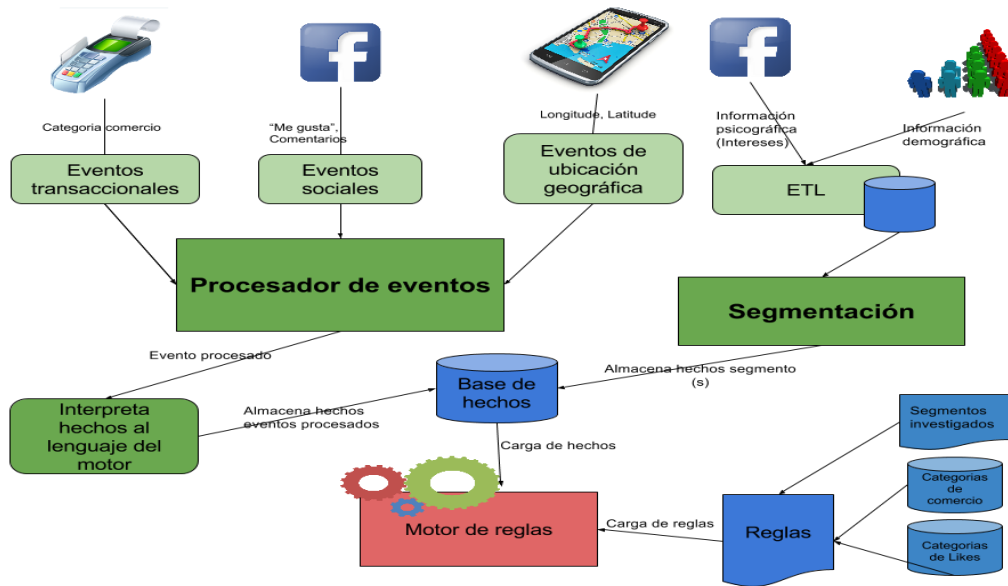 Categoria comercio
"Me gusta",
Comentarios
Longitude, Latitude
Información
psicográfica
(Intereses)
Información
demográfica
Eventos
transaccionales
Eventos
sociales
Eventos de
ubicación
geográfica
ETL
Procesador de eventos
Segmentación
Evento procesado
Almacena hechos segmento
(s)
Base de
hechos
Interpreta
hechos al
lenguaje del
motor
Almacena hechos
eventos procesados
Carga de hechos
Segmentos
investigados
Categorias
de
comercio
Motor de reglas
Carga de reglas
Reglas
Categorias
de Likes